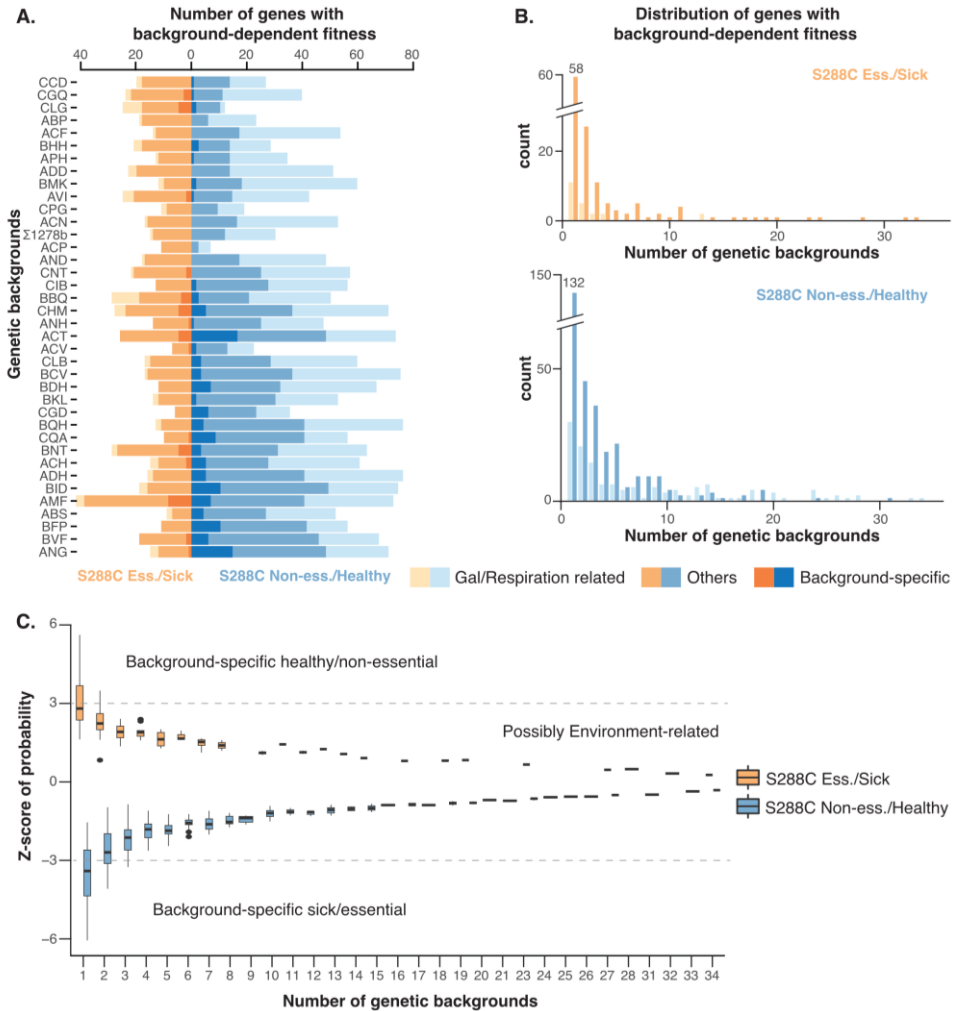 A.
Number of genes with
background-dependent fitness
40 20 0 20 40 60 80
Genetic backgrounds
CCD
CGQ
CLG
ABP
ACF
BHH
APH
ADD
BMK
AVI
CPG
ACN
Σ1278b
ACP
AND
CNT
CIB
BBQ
CHM
ANH
ACT
ACV
CLB
BCV
BDH
BKL
CGD
BQH
CQA
BNT
ACH
ADH
BID
AMF
ABS
BFP
BVF
ANG
B.
Distribution of genes with
background-dependent fitness
S288C Ess./Sick
58
count
60
20
0
0 10 20 30
Number of genetic backgrounds
S288C Non-ess./Healthy
132
count
150
50
0
0 10 20 30
Number of genetic backgrounds
S288C Ess./Sick S288C Non-ess./Healthy Gal/Respiration related Others Background-specific
C.
Z-score of probability
6
3
0
−3
−6
Background-specific healthy/non-essential
Possibly Environment-related
Background-specific sick/essential
S288C Ess./Sick
S288C Non-ess./Healthy
1 2 3 4 5 6 7 8 9 10 11 12 13 14 15 16 17 18 19 20 21 23 24 25 26 27 28 31 32 33 34
Number of genetic backgrounds